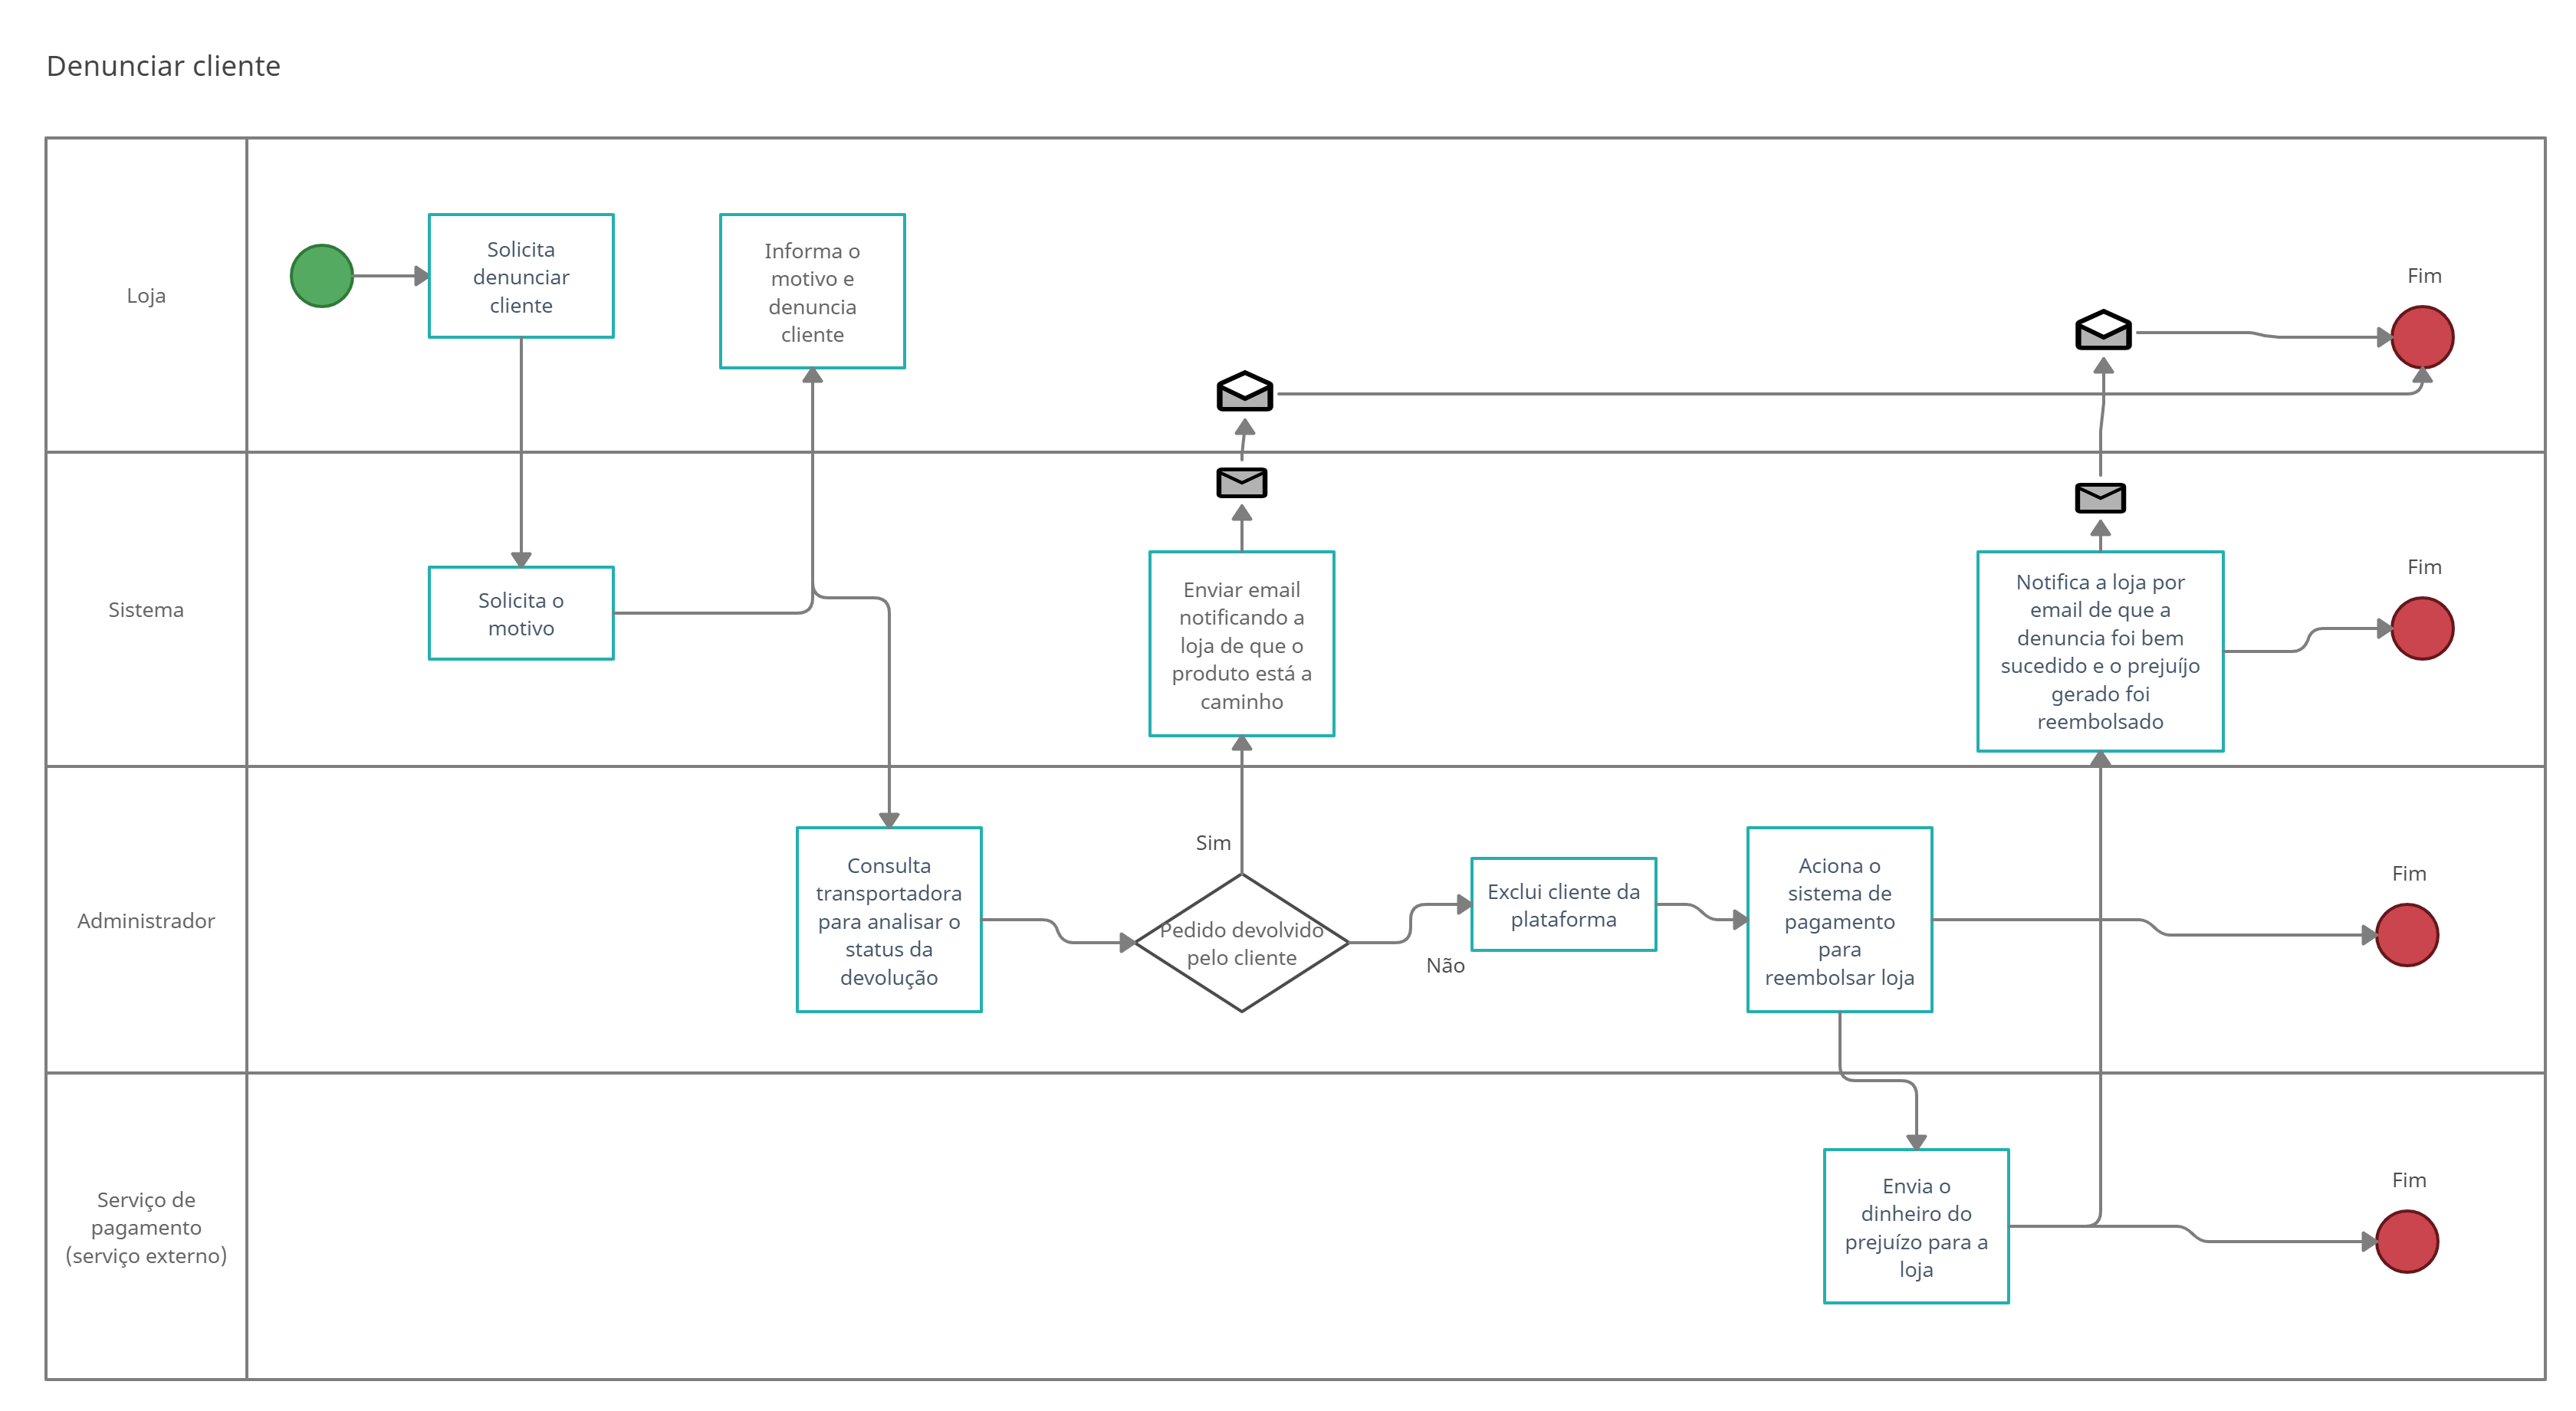 Denunciar cliente
Loja
Solicita
denunciar
cliente
Informa o
motivo e
denuncia
cliente
Fim
Sistema
Solicita o
motivo
Enviar email
notificando a
loja de que o
produto está a
caminho
Notifica a loja por
email de que a
denuncia foi bem
sucedido e o prejuíjo
gerado foi
reembolsado
Fim
Administrador
Consulta
transportadora
para analisar o
status da
devolução
Sim
Pedido devolvido
pelo cliente
Não
Exclui cliente da
plataforma
Aciona o
sistema de
pagamento
para
reembolsar loja
Fim
Serviço de
pagamento
(serviço externo)
Envia o
dinheiro do
prejuízo para a
loja
Fim